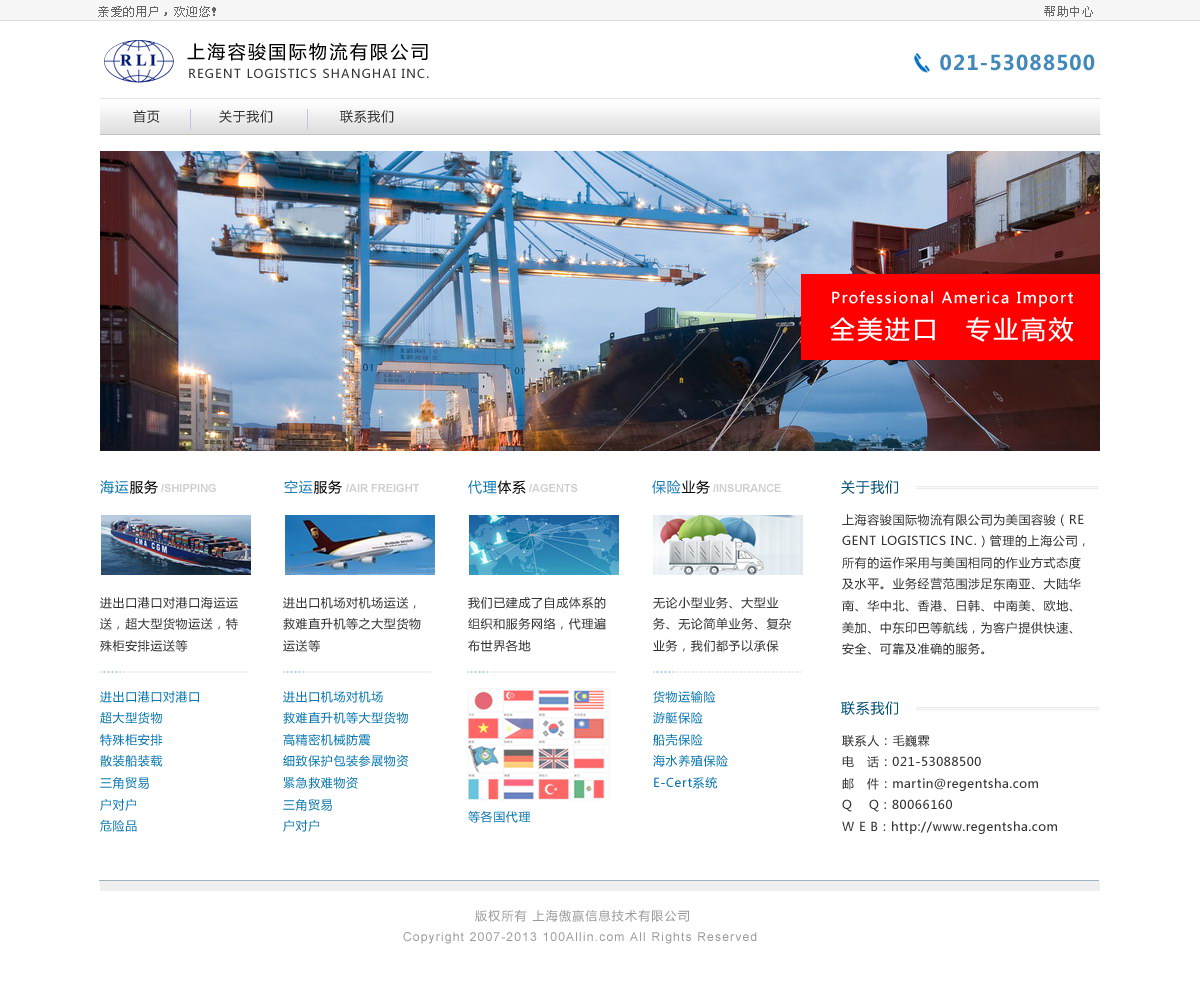 亲爱的用户，欢迎您!
帮助中心
RLI
上海容骏国际物流有限公司
REGENT LOGISTICS SHANGHAI INC.
021-53088500
首页
关于我们
联系我们
Professional America Import
全美进口 专业高效
海运服务 /SHIPPING
CMA CGM
进出口港口对港口海运运
送，超大型货物运送，特
殊柜安排运送等
进出口港口对港口
超大型货物
特殊柜安排
散装船装载
三角贸易
户对户
危险品
空运服务 /AIR FREIGHT
进出口机场对机场运送，
救难直升机等之大型货物
运送等
进出口机场对机场
救难直升机等大型货物
高精密机械防震
细致保护包装参展物资
紧急救难物资
三角贸易
户对户
代理体系 /AGENTS
我们已建成了自成体系的
组织和服务网络，代理遍
布世界各地
等各国代理
保险业务 /INSURANCE
无论小型业务、大型业
务、无论简单业务、复杂
业务，我们都予以承保
货物运输险
游艇保险
船壳保险
海水养殖保险
E-Cert系统
关于我们
上海容骏国际物流有限公司为美国容骏（RE
GENT LOGISTICS INC.）管理的上海公司，
所有的运作采用与美国相同的作业方式态度
及水平。业务经营范围涉足东南亚、大陆华
南、华中北、香港、日韩、中南美、欧地、
美加、中东印巴等航线，为客户提供快速、
安全、可靠及准确的服务。
联系我们
联系人：毛巍霖
电 话：021-53088500
邮 件：martin@regentsha.com
Q Q：80066160
W E B：http://www.regentsha.com
版权所有 上海傲赢信息技术有限公司
Copyright 2007-2013 100Allin.com All Rights Reserved